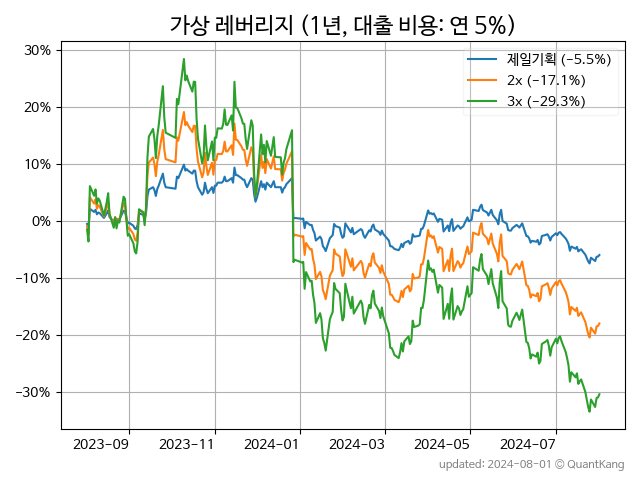 가상 레버리지 (1년, 대출 비용: 연 5%)
제일기획 (−5.5%)
2x (−17.1%)
3x (−29.3%)
30%
20%
10%
0%
−10%
−20%
−30%
2023-09
2023-11
2024-01
2024-03
2024-05
2024-07
updated: 2024-08-01 © QuantKang